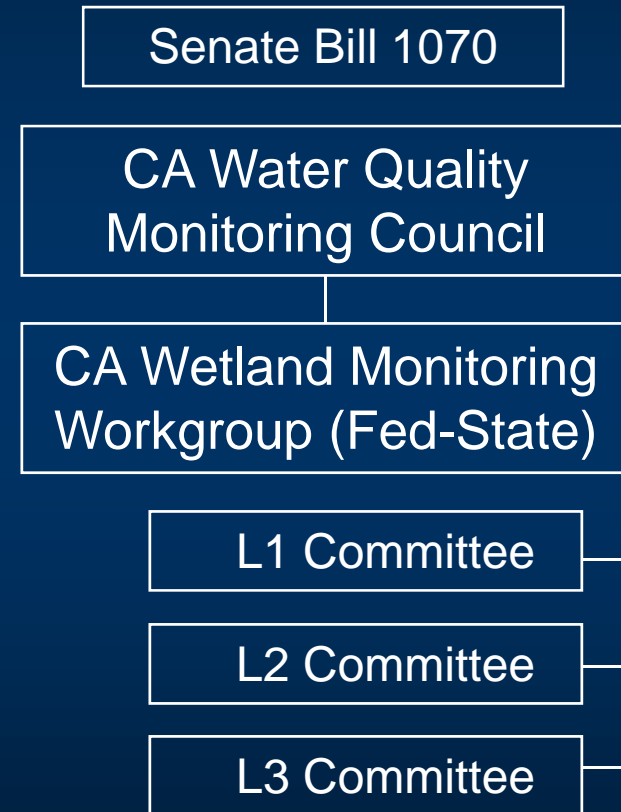 Senate Bill 1070
CA Water Quality
Monitoring Council
CA Wetland Monitoring
Workgroup (Fed-State)
L1 Committee
L2 Committee
L3 Committee